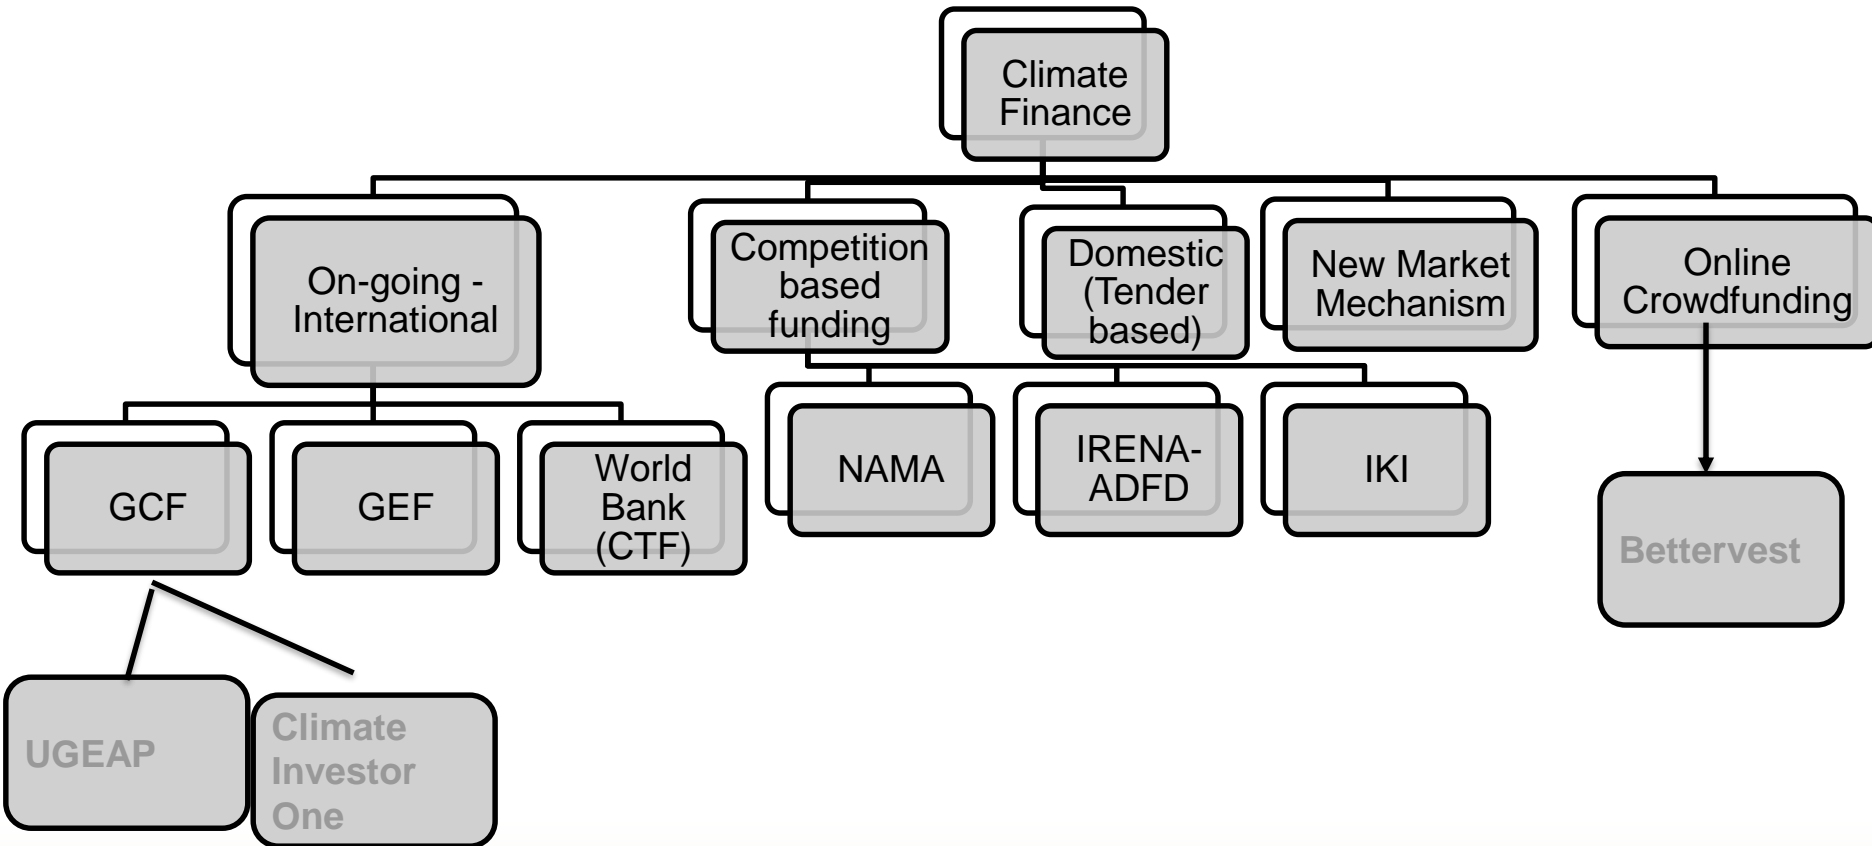 Climate
Finance
On-going -
International
Competition
based
funding
Domestic
(Tender
based)
New Market
Mechanism
Online
Crowdfunding
GCF
GEF
World
Bank
(CTF)
NAMA
IRENA-
ADFD
IKI
Bettervest
UGEAP
Climate
Investor
One